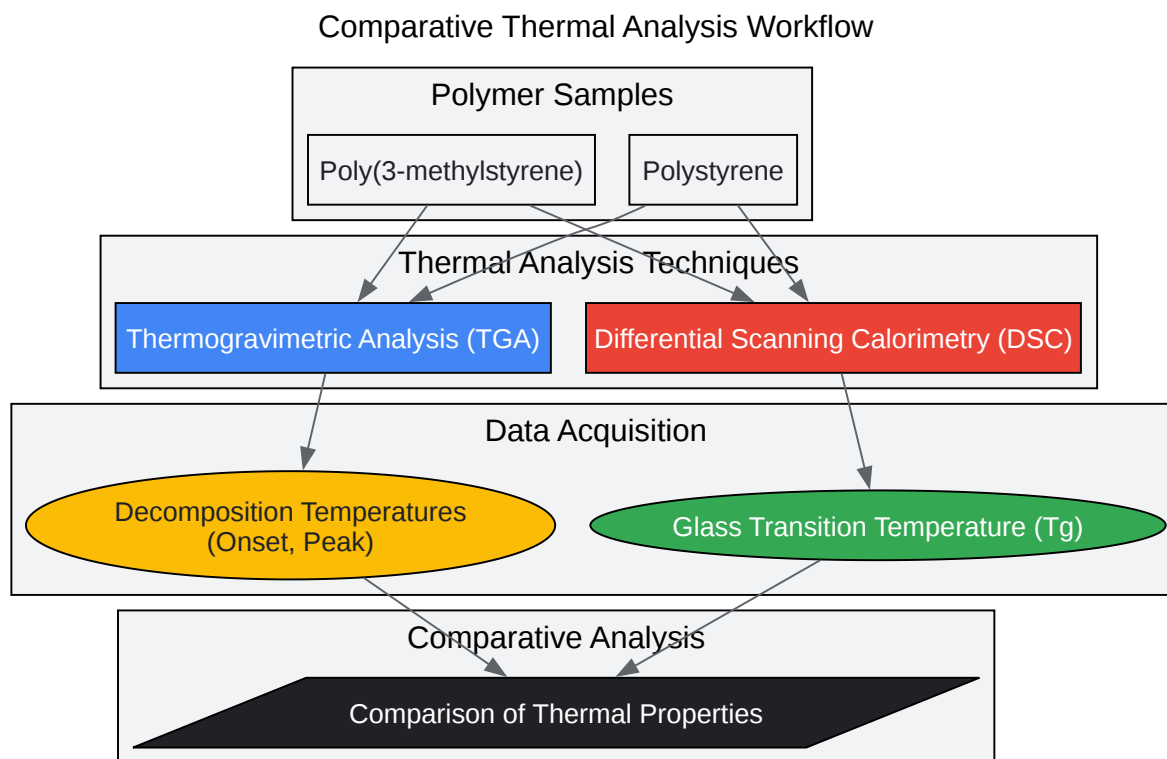 Comparative Thermal Analysis Workflow
Polymer Samples
Poly(3-methylstyrene)
Polystyrene
Thermal Analysis Techniques
Thermogravimetric Analysis (TGA)
Differential Scanning Calorimetry (DSC)
Data Acquisition
Decomposition Temperatures
(Onset, Peak)
Glass Transition Temperature (Tg)
Comparative Analysis
Comparison of Thermal Properties